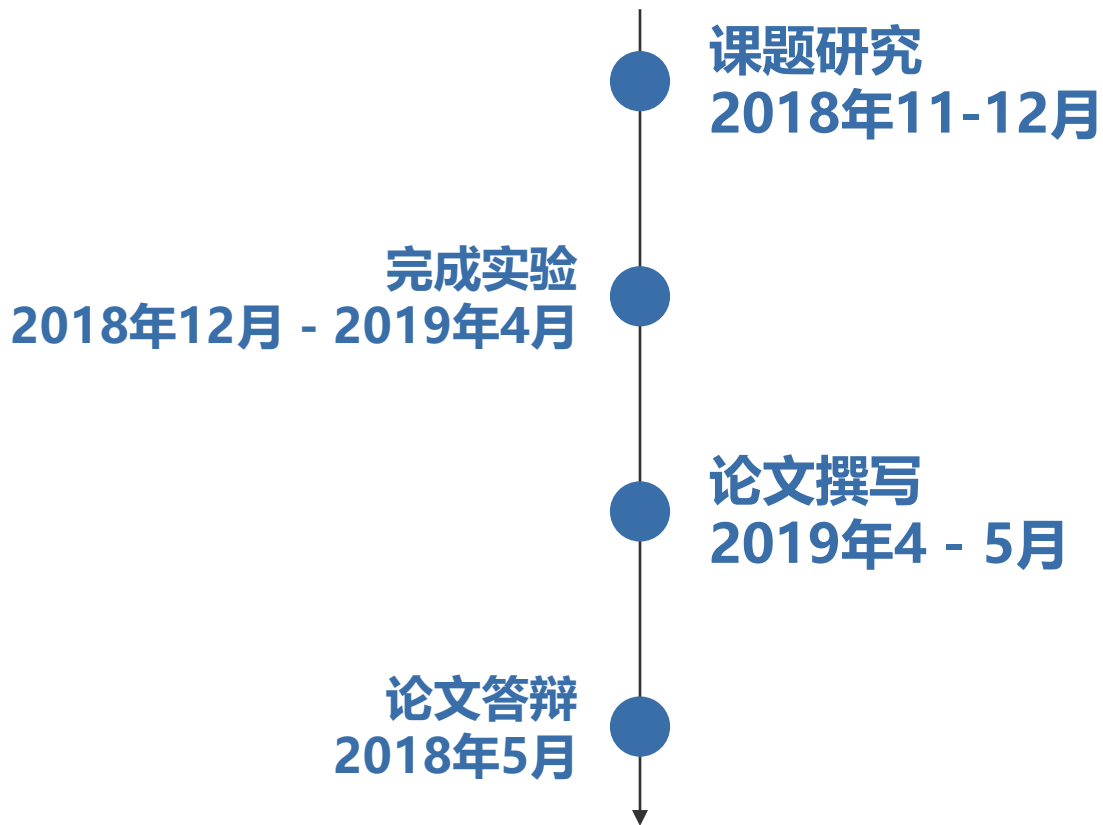 课题研究
2018年11-12月
完成实验
2018年12月 - 2019年4月
论文撰写
2019年4 - 5月
论文答辩
2018年5月